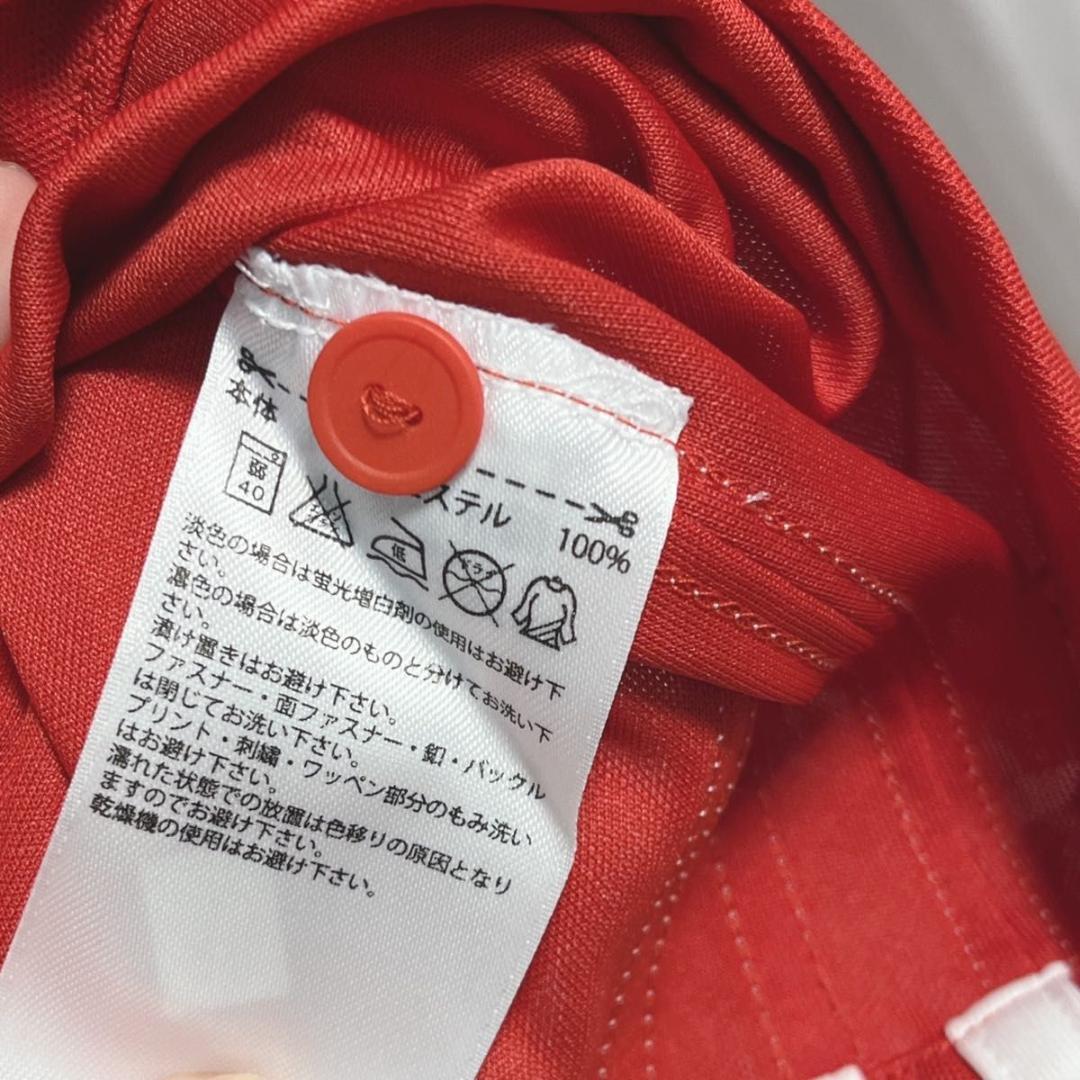 本体
ステル 100%
弱
40
低
ドライ
淡色の場合は蛍光増白剤の使用はお避け下
さい。
濃色の場合は淡色のものと分けてお洗い下
さい。
漬け置きはお避け下さい。
ファスナー・面ファスナー・釦・バックル
は閉じてお洗い下さい。
プリント・刺繍・ワッペン部分のもみ洗い
はお避け下さい。
濡れた状態での放置は色移りの原因となり
ますのでお避け下さい。
乾燥機の使用はお避け下さい。